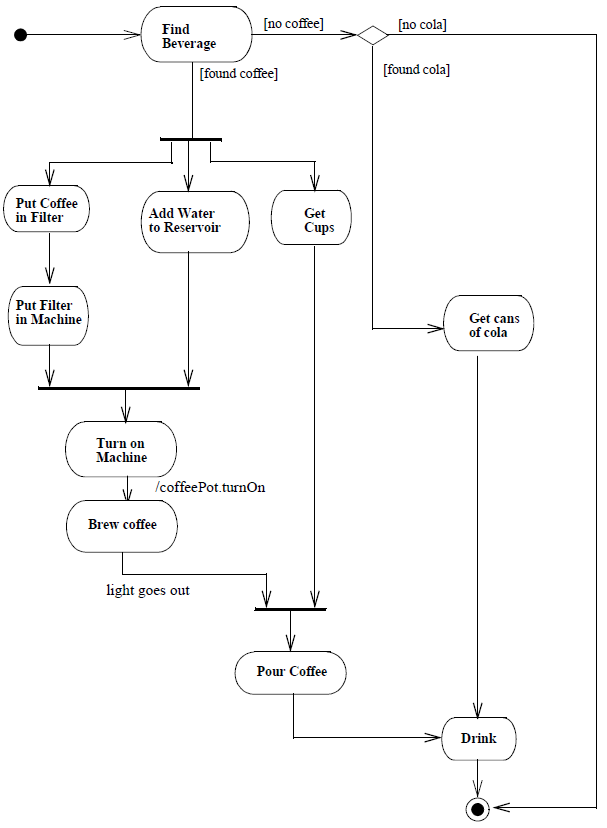 [no coffee]
[no cola]
Find
Beverage
[found coffee]
[found cola]
Put Coffee
in Filter
Add Water
to Reservoir
Get
Cups
Put Filter
in Machine
Get cans
of cola
Turn on
Machine
/coffeePot.turnOn
Brew coffee
light goes out
Pour Coffee
Drink